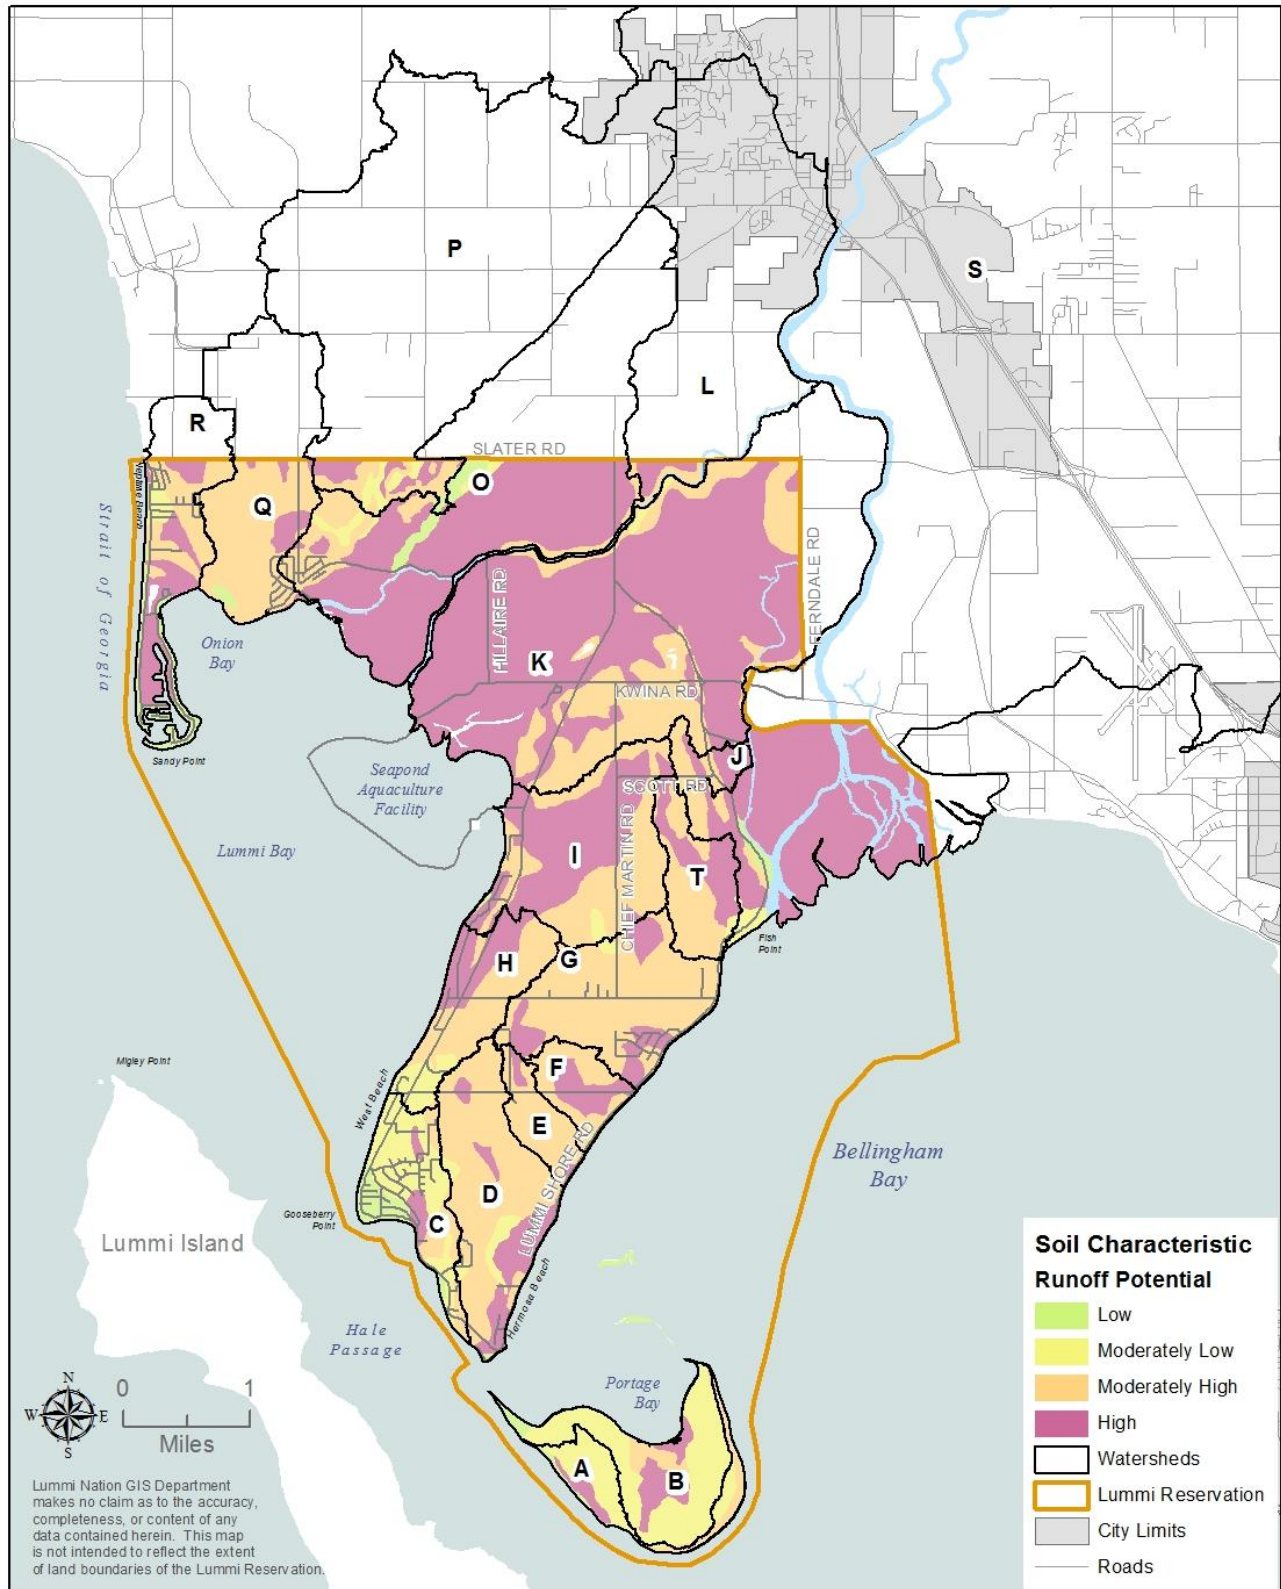 P
S
L
R
SLATER RD
O
Q
Neptune Beach
Strait of Georgia
FERNDALE RD
HILLAIRE RD
Onion
Bay
K
KWINA RD
Sandy Point
J
Seapond
Aquaculture
Facility
SCOTT RD
Lummi Bay
I
CHIEF MARTIN RD
T
Fish
Point
H
G
Migley Point
F
West Beach
E
LUMMI SHORE RD
Bellingham
Bay
D
Gooseberry
Point
C
Lummi Island
Hermosa Beach
Hale
Passage
Portage
Bay
A
B
N
W
E
S
0 1
Miles
Lummi Nation GIS Department
makes no claim as to the accuracy,
completeness, or content of any
data contained herein. This map
is not intended to reflect the extent
of land boundaries of the Lummi Reservation.
Soil Characteristic
Runoff Potential
Low
Moderately Low
Moderately High
High
Watersheds
Lummi Reservation
City Limits
Roads